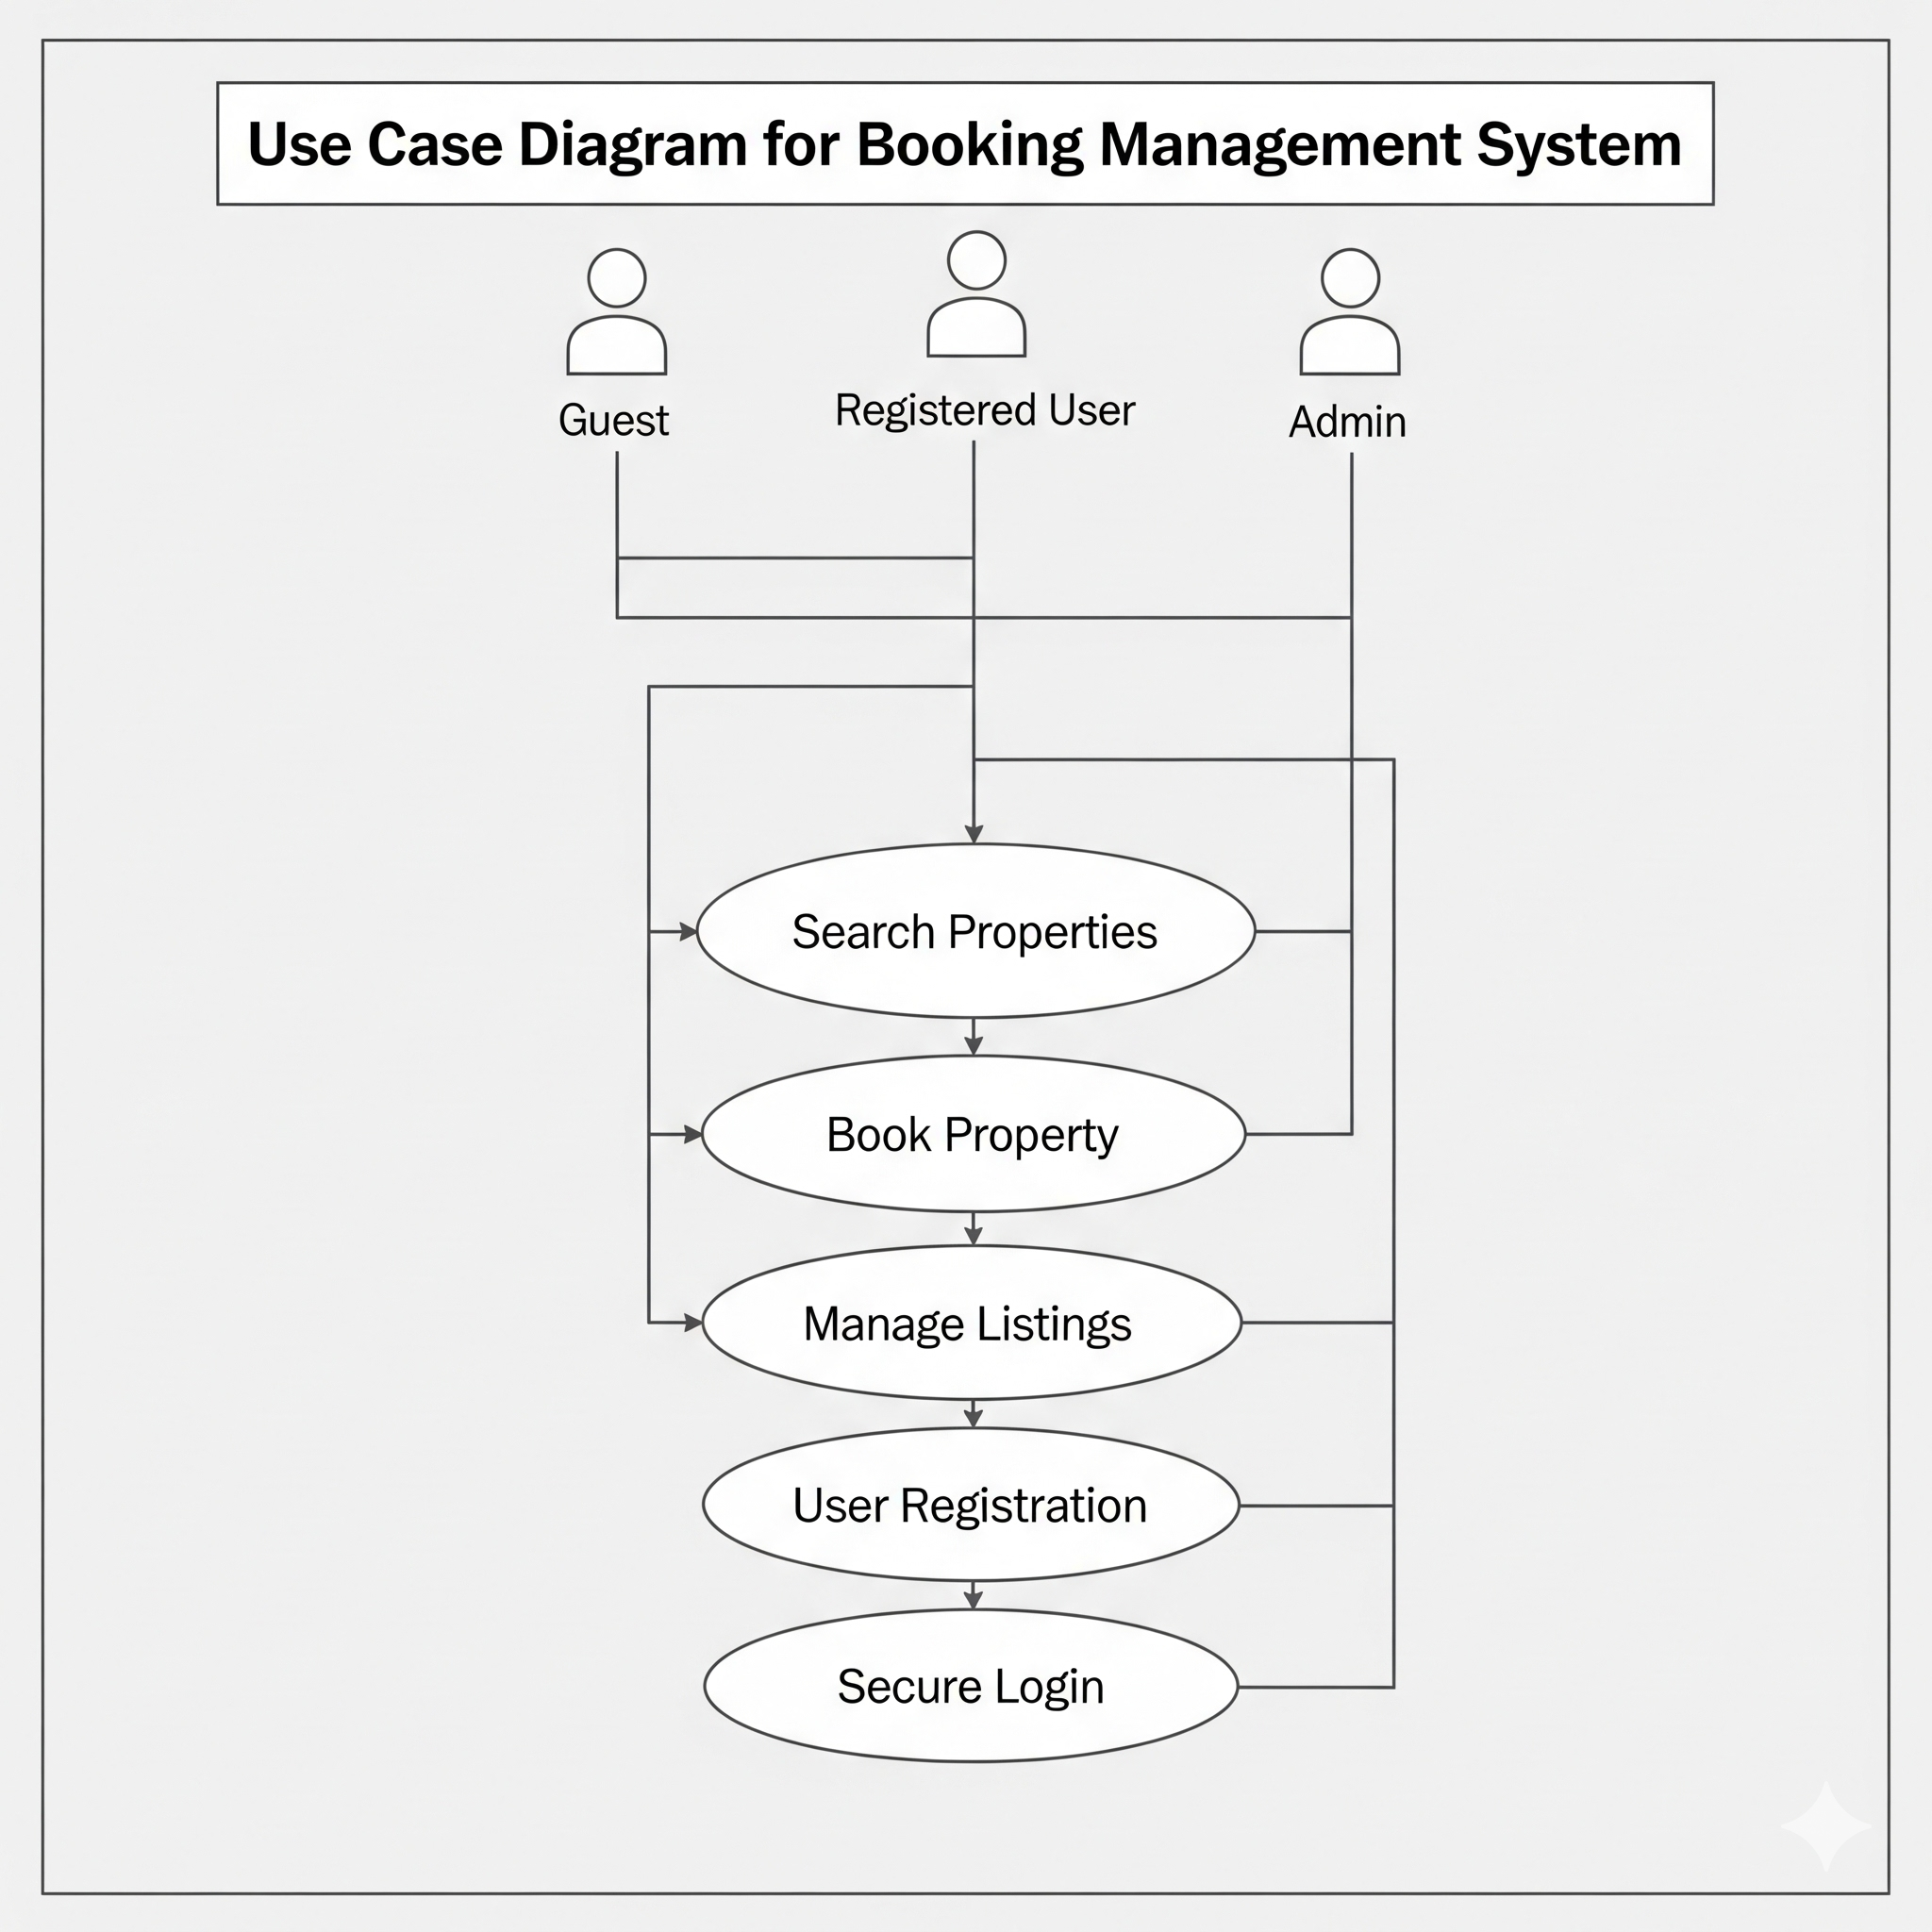 Use Case Diagram for Booking Management System
Guest
Registered User
Admin
Search Properties
Book Property
Manage Listings
User Registration
Secure Login